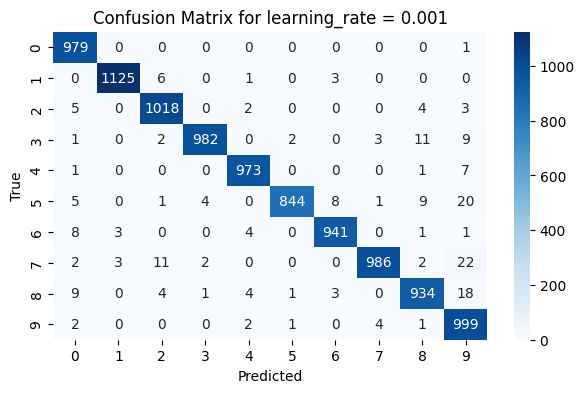 Confusion Matrix for learning_rate = 0.001
0 979 0 0 0 0 0 0 0 0 1
1 0 1125 6 0 1 0 3 0 0 0
2 5 0 1018 0 2 0 0 0 4 3
3 1 0 2 982 0 2 0 3 11 9
4 1 0 0 0 973 0 0 0 1 7
5 5 0 1 4 0 844 8 1 9 20
6 8 3 0 0 4 0 941 0 1 1
7 2 3 11 2 0 0 0 986 2 22
8 9 0 4 1 4 1 3 0 934 18
9 2 0 0 0 2 1 0 4 1 999
0 1 2 3 4 5 6 7 8 9
Predicted
True
1000
800
600
400
200
0